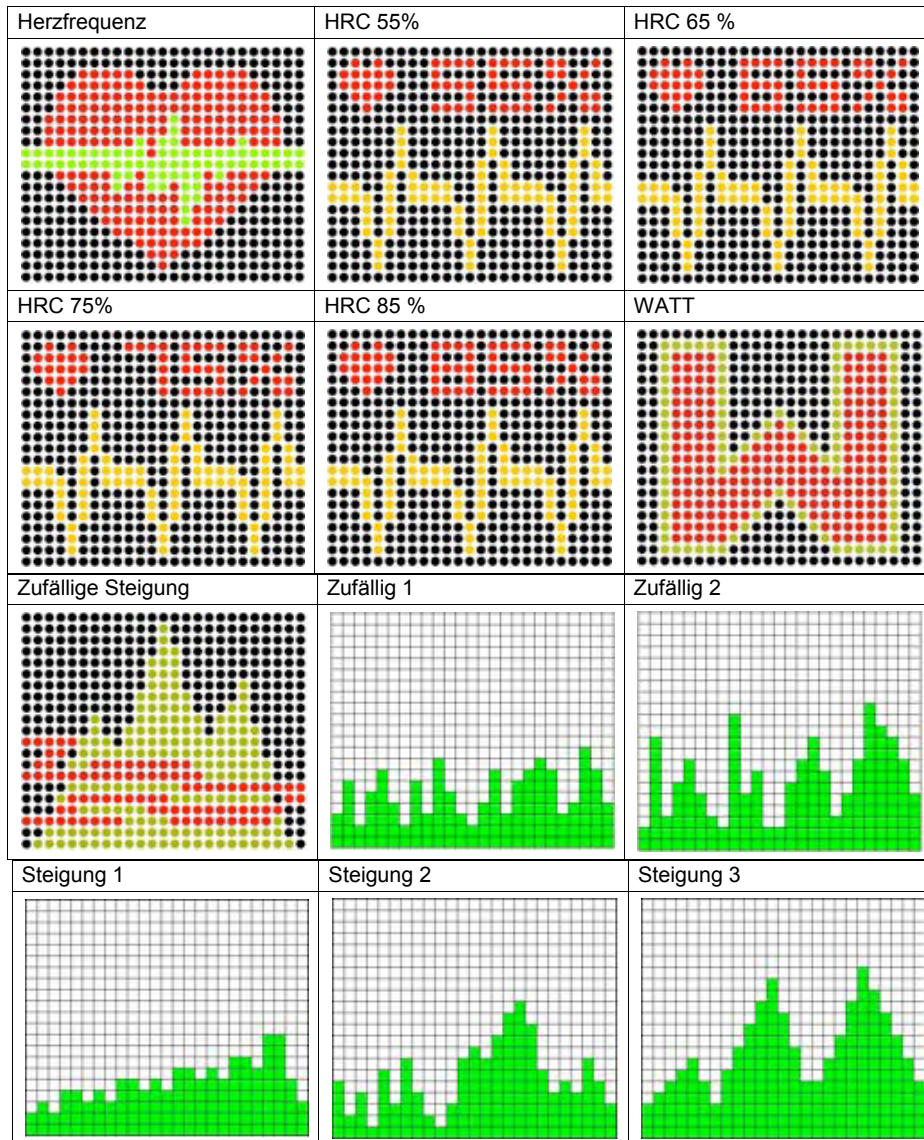 Herzfrequenz
HRC 55%
HRC 65 %
HRC 75%
HRC 85 %
WATT
Zufällige Steigung
Zufällig 1
Zufällig 2
Steigung 1
Steigung 2
Steigung 3